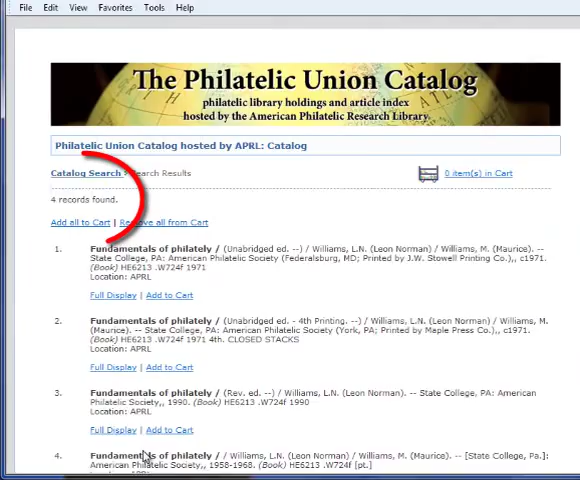 File Edit View Favorites Tools Help
The Philatelic Union Catalog
philatelic library holdings and article index
hosted by the American Philatelic Research Library.
Philatelic Union Catalog hosted by APRL: Catalog
Catalog Search > Search Results 0 item(s) in Cart
4 records found.
Add all to Cart | Remove all from Cart
1. Fundamentals of philately / (Unabridged ed. --) / Williams, L.N. (Leon Norman) / Williams, M. (Maurice). --
State College, PA: American Philatelic Society (Federalsburg, MD; Printed by J.W. Stowell Printing Co.),, c1971.
(Book) HE6213 .W724f 1971
Location: APRL
Full Display | Add to Cart
2. Fundamentals of philately / (Unabridged ed. - 4th Printing. --) / Williams, L.N. (Leon Norman) / Williams, M.
(Maurice). -- State College, PA: American Philatelic Society (York, PA; Printed by Maple Press Co.),, c1971.
(Book) HE6213 .W724f 1971 4th. CLOSED STACKS
Location: APRL
Full Display | Add to Cart
3. Fundamentals of philately / (Rev. ed. --) / Williams, L.N. (Leon Norman). -- State College, PA: American
Philatelic Society,, 1990. (Book) HE6213 .W724f 1990
Location: APRL
Full Display | Add to Cart
4. Fundamentals of philately / / Williams, L.N. (Leon Norman) / Williams, M. (Maurice). -- [State College, Pa.]:
American Philatelic Society,, 1958-1968. (Book) HE6213 .W724f [pt.]